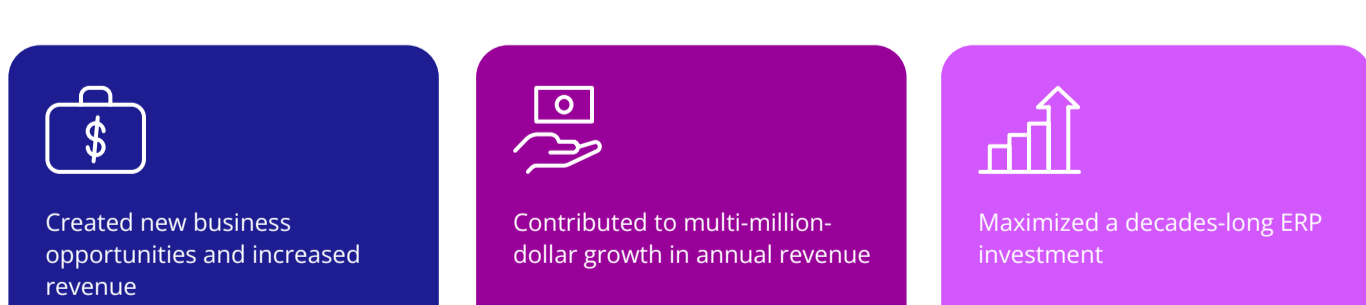 $
Created new business
opportunities and increased
revenue
Contributed to multi-million-
dollar growth in annual revenue
Maximized a decades-long ERP
investment